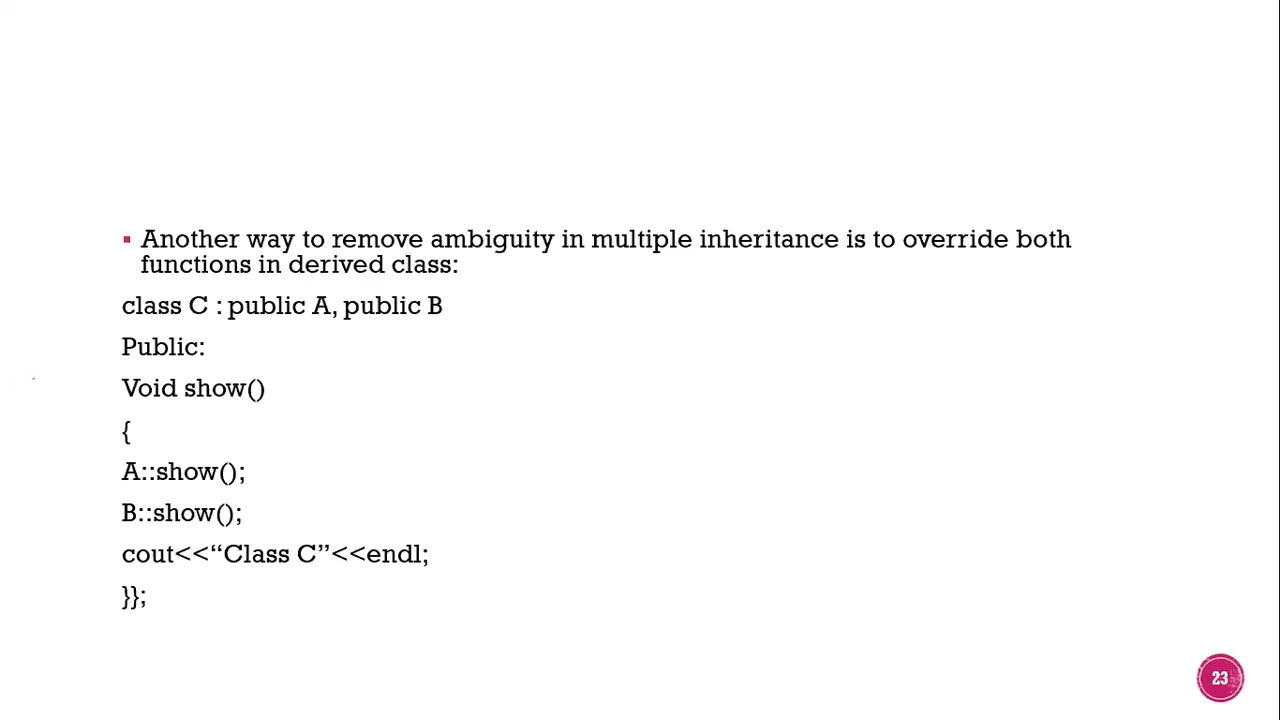 ▪ Another way to remove ambiguity in multiple inheritance is to override both
functions in derived class:
class C : public A, public B
Public:
Void show()
{
A::show();
B::show();
cout<<“Class C”<<endl;
}};
23